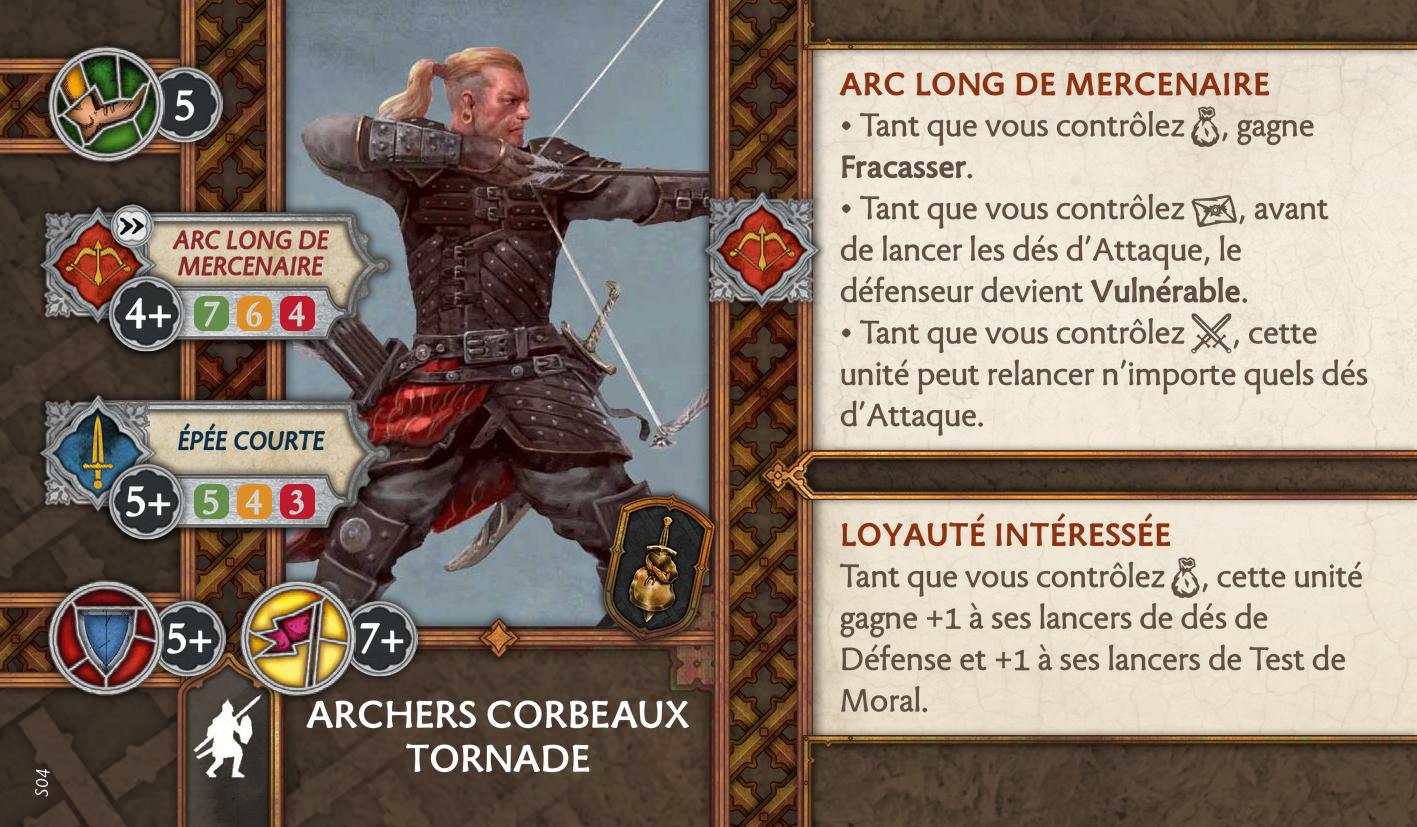 5
ARC LONG DE
MERCENAIRE
4+ 7 6 4
ÉPÉE COURTE
5+ 5 4 3
5+ 7+
ARCHERS CORBEAUX
TORNADE
S04
ARC LONG DE MERCENAIRE
• Tant que vous contrôlez , gagne
Fracasser.
• Tant que vous contrôlez , avant
de lancer les dés d’Attaque, le
défenseur devient Vulnérable.
• Tant que vous contrôlez , cette
unité peut relancer n’importe quels dés
d’Attaque.
LOYAUTÉ INTÉRESSÉE
Tant que vous contrôlez , cette unité
gagne +1 à ses lancers de dés de
Défense et +1 à ses lancers de Test de
Moral.